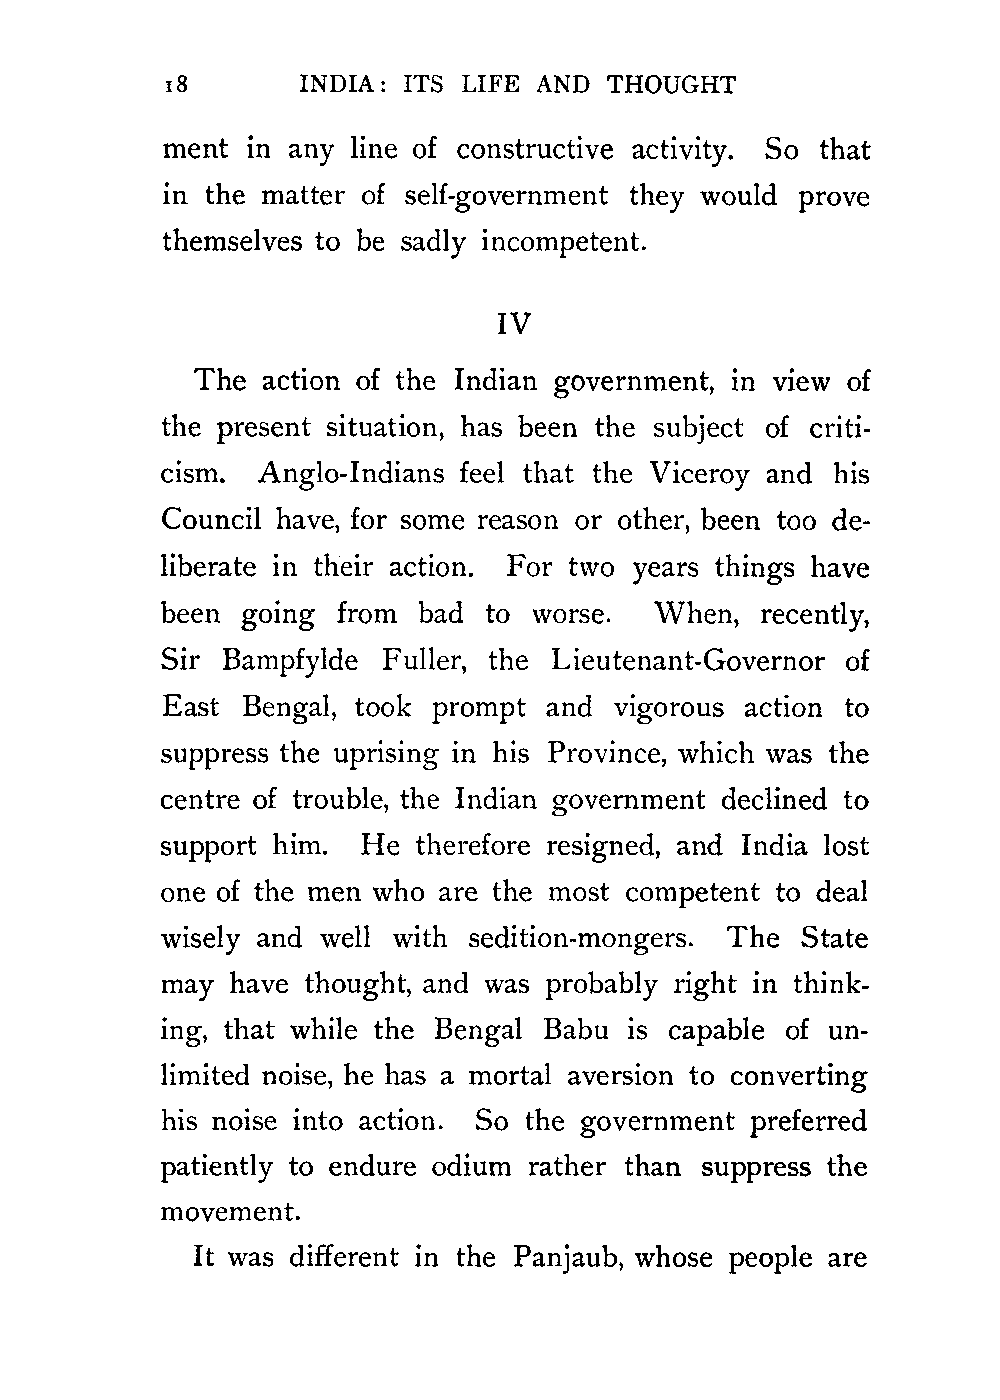 18 INDIA: ITS LIFE AND THOUGHT
ment in any line of constructive activity. So that
in the matter of self-government they would prove
themselves to be sadly incompetent.
IV
The action of the Indian government, in view of
the present situation, has been the subject of criti-
cism. Anglo-Indians feel that the Viceroy and his
Council have, for some reason or other, been too de-
liberate in their action. For two years things have
been going from bad to worse. When, recently,
Sir Bampfylde Fuller, the Lieutenant-Governor of
East Bengal, took prompt and vigorous action to
suppress the uprising in his Province, which was the
centre of trouble, the Indian government declined to
support him. He therefore resigned, and India lost
one of the men who are the most competent to deal
wisely and well with sedition-mongers. The State
may have thought, and was probably right in think-
ing, that while the Bengal Babu is capable of un-
limited noise, he has a mortal aversion to converting
his noise into action. So the government preferred
patiently to endure odium rather than suppress the
movement.
It was different in the Panjaub, whose people are